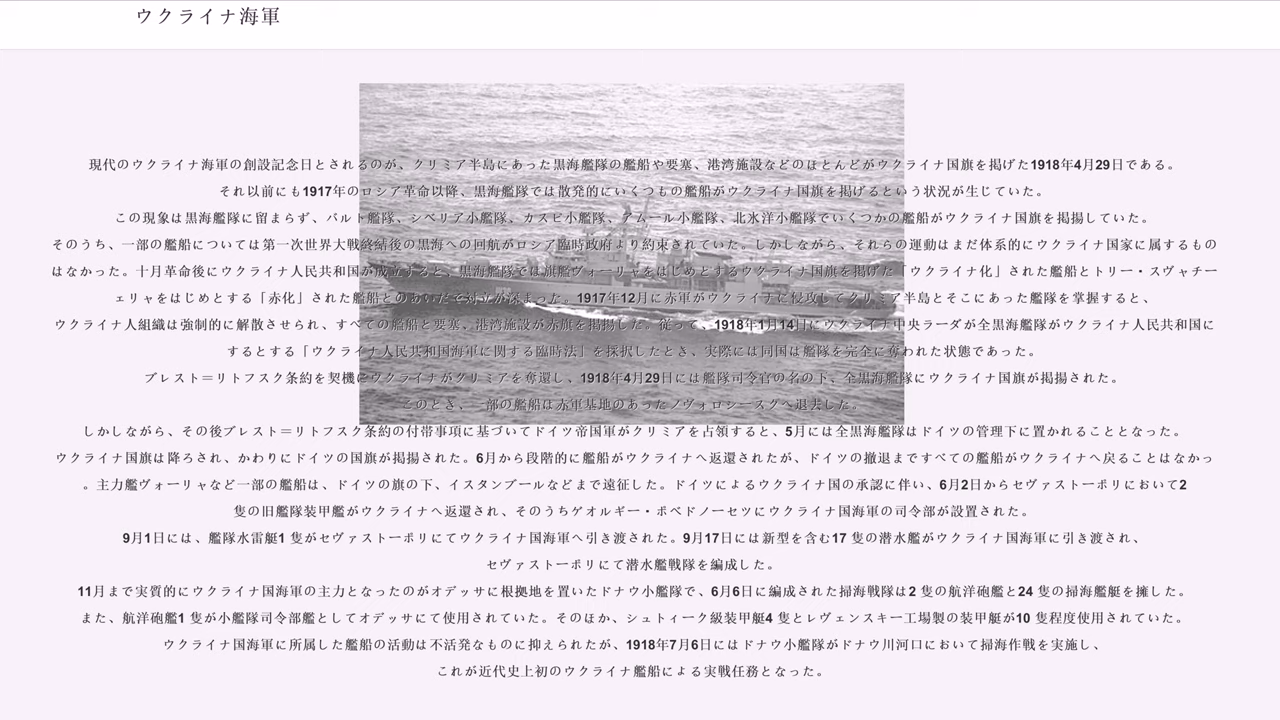 ウクライナ海軍
現代のウクライナ海軍の創設記念日とされるのが、クリミア半島にあった黒海艦隊の艦船や要塞、港湾施設などのほとんどがウクライナ国旗を掲げた1918年4月29日である。
それ以前にも1917年のロシア革命以降、黒海艦隊では散発的にいくつもの艦船がウクライナ国旗を掲げるという状況が生じていた。
この現象は黒海艦隊に留まらず、バルト艦隊、シベリア小艦隊、カスピ小艦隊、アムール小艦隊、北氷洋小艦隊でいくつかの艦船がウクライナ国旗を掲揚していた。
そのうち、一部の艦船については第一次世界大戦終結後の黒海への回航がロシア臨時政府より約束されていた。しかしながら、それらの運動はまだ体系的にウクライナ国家に属するもの
はなかった。十月革命後にウクライナ人民共和国が成立すると、黒海艦隊では旗艦ヴォーリャをはじめとするウクライナ国旗を掲げた「ウクライナ化」された艦船とトリー・スヴャチー
ェリャをはじめとする「赤化」された艦船とのあいだで対立が深まった。1917年12月に赤軍がウクライナに侵攻してクリミア半島とそこにあった艦隊を掌握すると、
ウクライナ人組織は強制的に解散させられ、すべての艦船と要塞、港湾施設が赤旗を掲揚した。従って、1918年1月14日にウクライナ中央ラーダが全黒海艦隊がウクライナ人民共和国に
するとする「ウクライナ人民共和国海軍に関する臨時法」を採択したとき、実際には同国は艦隊を完全に奪われた状態であった。
ブレスト＝リトフスク条約を契機にウクライナがクリミアを奪還し、1918年4月29日には艦隊司令官の名の下、全黒海艦隊にウクライナ国旗が掲揚された。
このとき、一部の艦船は赤軍基地のあったノヴォロシースクへ退去した。
しかしながら、その後ブレスト＝リトフスク条約の付帯事項に基づいてドイツ帝国軍がクリミアを占領すると、5月には全黒海艦隊はドイツの管理下に置かれることとなった。
ウクライナ国旗は降ろされ、かわりにドイツの国旗が掲揚された。6月から段階的に艦船がウクライナへ返還されたが、ドイツの撤退まですべての艦船がウクライナへ戻ることはなかっ
。主力艦ヴォーリャなど一部の艦船は、ドイツの旗の下、イスタンブールなどまで遠征した。ドイツによるウクライナ国の承認に伴い、6月2日からセヴァストーポリにおいて2
隻の旧艦隊装甲艦がウクライナへ返還され、そのうちゲオルギー・ポベドノーセツにウクライナ国海軍の司令部が設置された。
9月1日には、艦隊水雷艇1 隻がセヴァストーポリにてウクライナ国海軍へ引き渡された。9月17日には新型を含む17 隻の潜水艦がウクライナ国海軍に引き渡され、
セヴァストーポリにて潜水艦戦隊を編成した。
11月まで実質的にウクライナ国海軍の主力となったのがオデッサに根拠地を置いたドナウ小艦隊で、6月6日に編成された掃海戦隊は2 隻の航洋砲艦と24 隻の掃海艦艇を擁した。
また、航洋砲艦1 隻が小艦隊司令部艦としてオデッサにて使用されていた。そのほか、シュトィーク級装甲艇4 隻とレヴェンスキー工場製の装甲艇が10 隻程度使用されていた。
ウクライナ国海軍に所属した艦船の活動は不活発なものに抑えられたが、1918年7月6日にはドナウ小艦隊がドナウ川河口において掃海作戦を実施し、
これが近代史上初のウクライナ艦船による実戦任務となった。